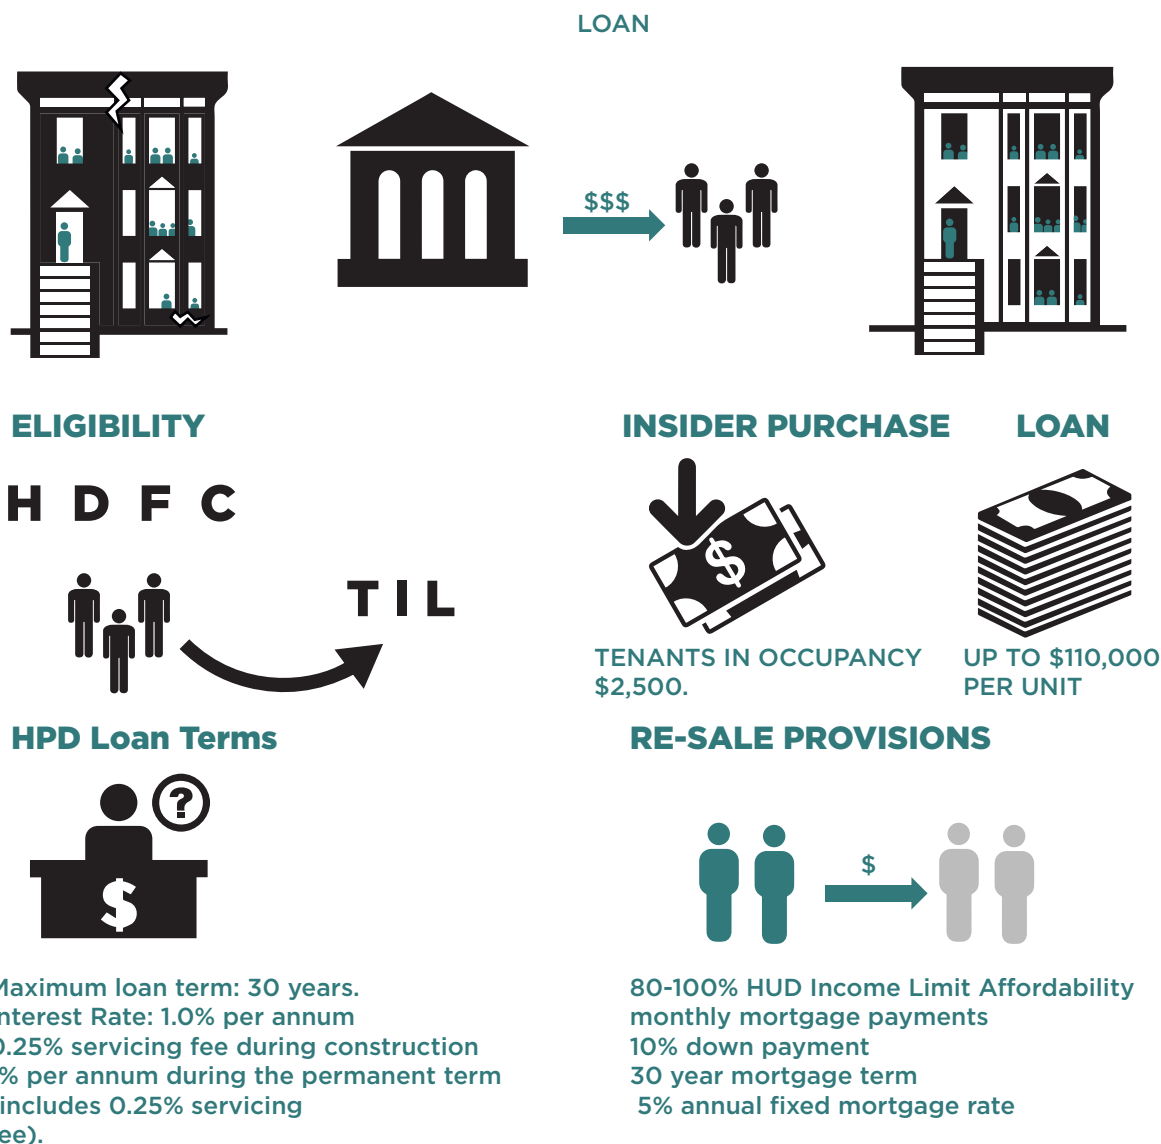 LOAN
$$$
ELIGIBILITY
INSIDER PURCHASE
LOAN
H D F C
T I L
$
TENANTS IN OCCUPANCY
$2,500.
UP TO $110,000
PER UNIT
HPD Loan Terms
RE-SALE PROVISIONS
?
$
$
Maximum loan term: 30 years.
nterest Rate: 1.0% per annum
0.25% servicing fee during construction
% per annum during the permanent term
includes 0.25% servicing
ee).
80-100% HUD Income Limit Affordability
monthly mortgage payments
10% down payment
30 year mortgage term
5% annual fixed mortgage rate